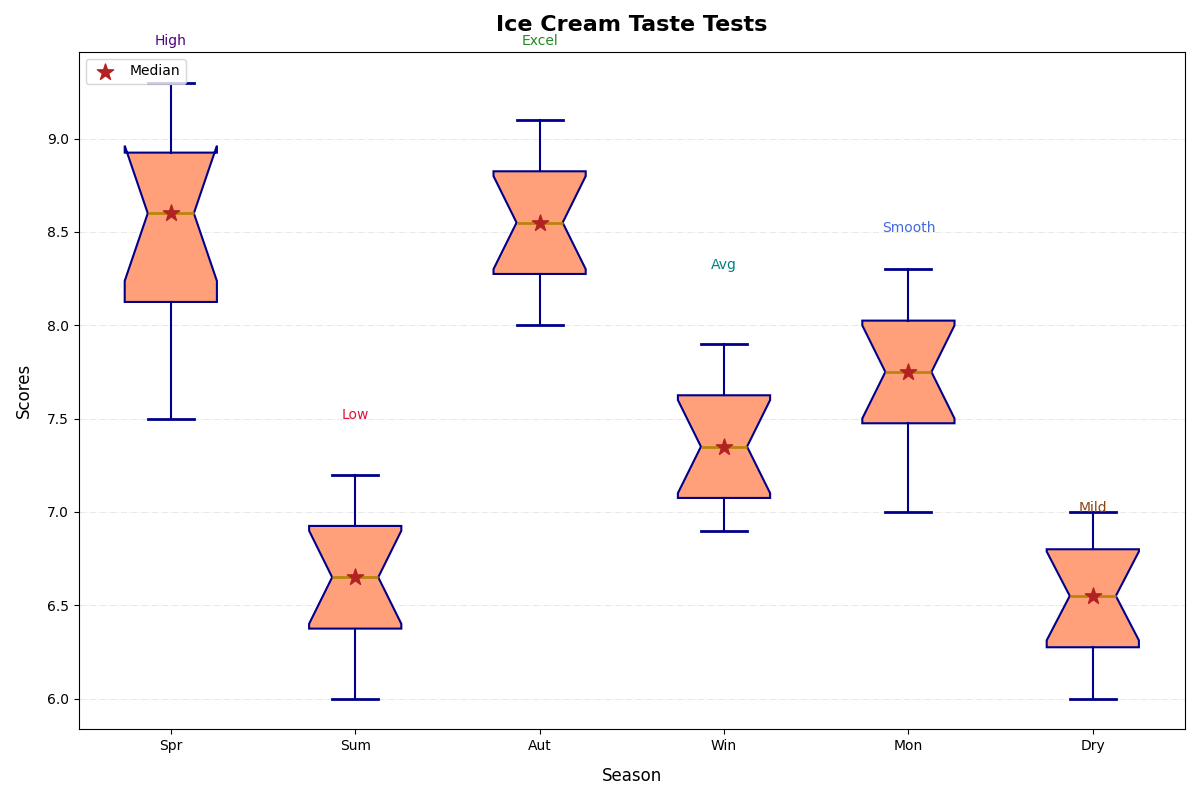 Ice Cream Taste Tests
High
Excel
Median
Smooth
Avg
Low
Mild
Scores
9.0
8.5
8.0
7.5
7.0
6.5
6.0
Spr
Sum
Aut
Win
Mon
Dry
Season